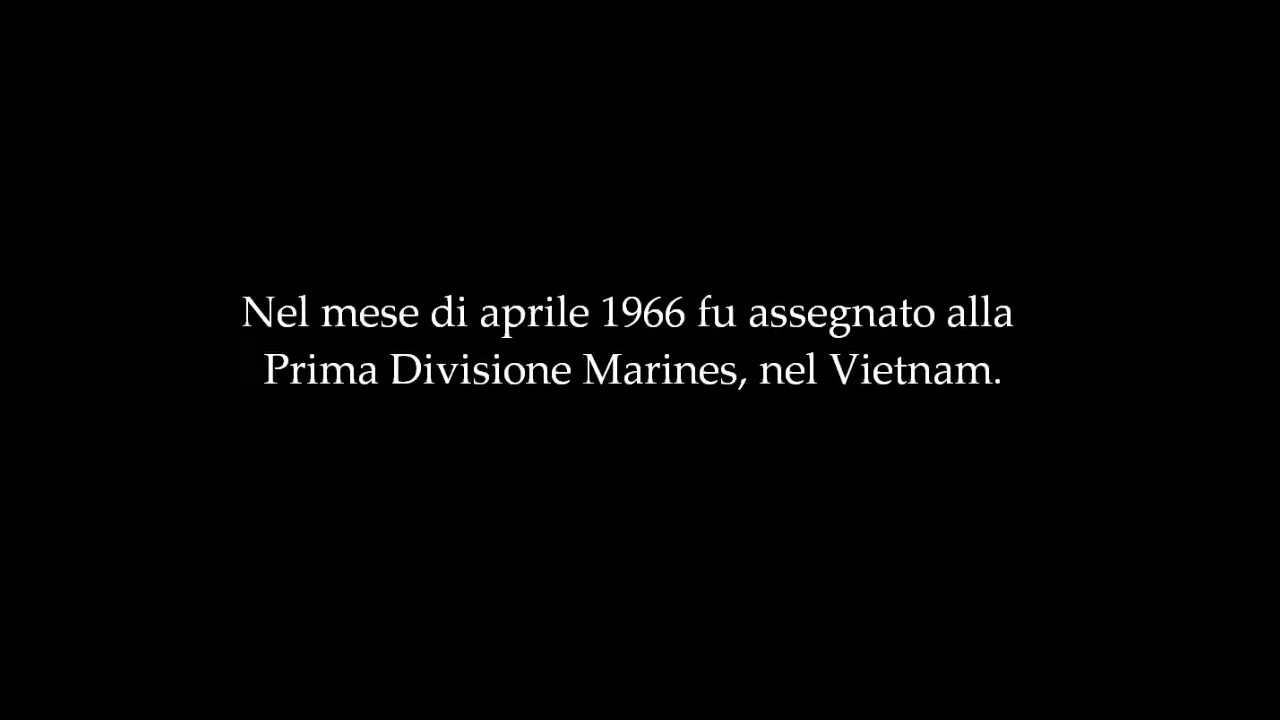 Nel mese di aprile 1966 fu assegnato alla
Prima Divisione Marines, nel Vietnam.